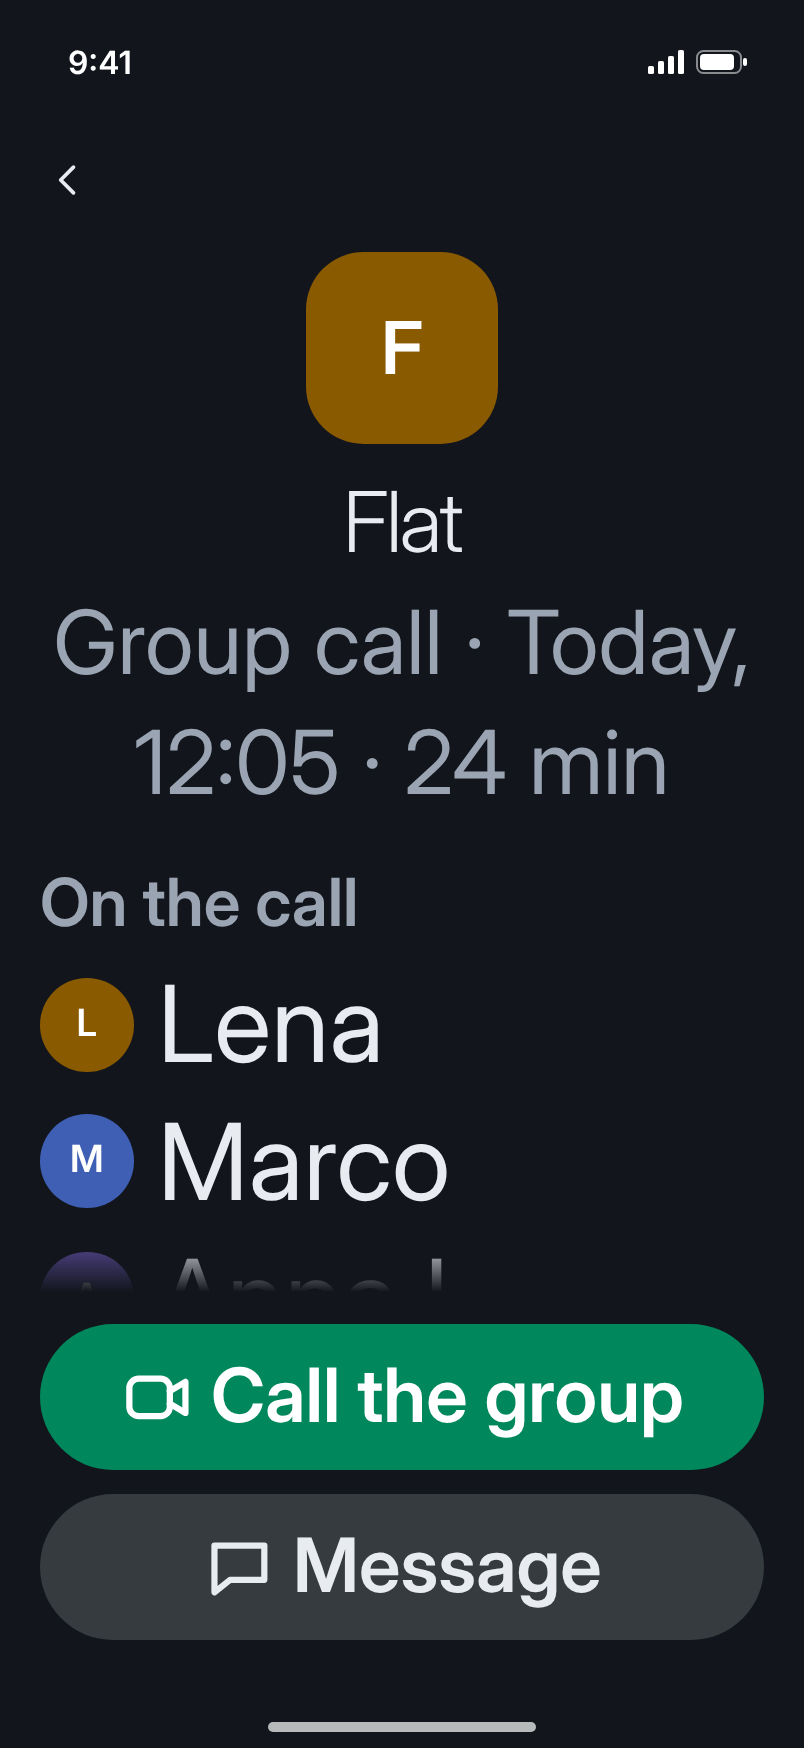 9:41
F
Flat
Group call · Today,
12:05 · 24 min
On the call
L Lena
M Marco
Call the group
Message